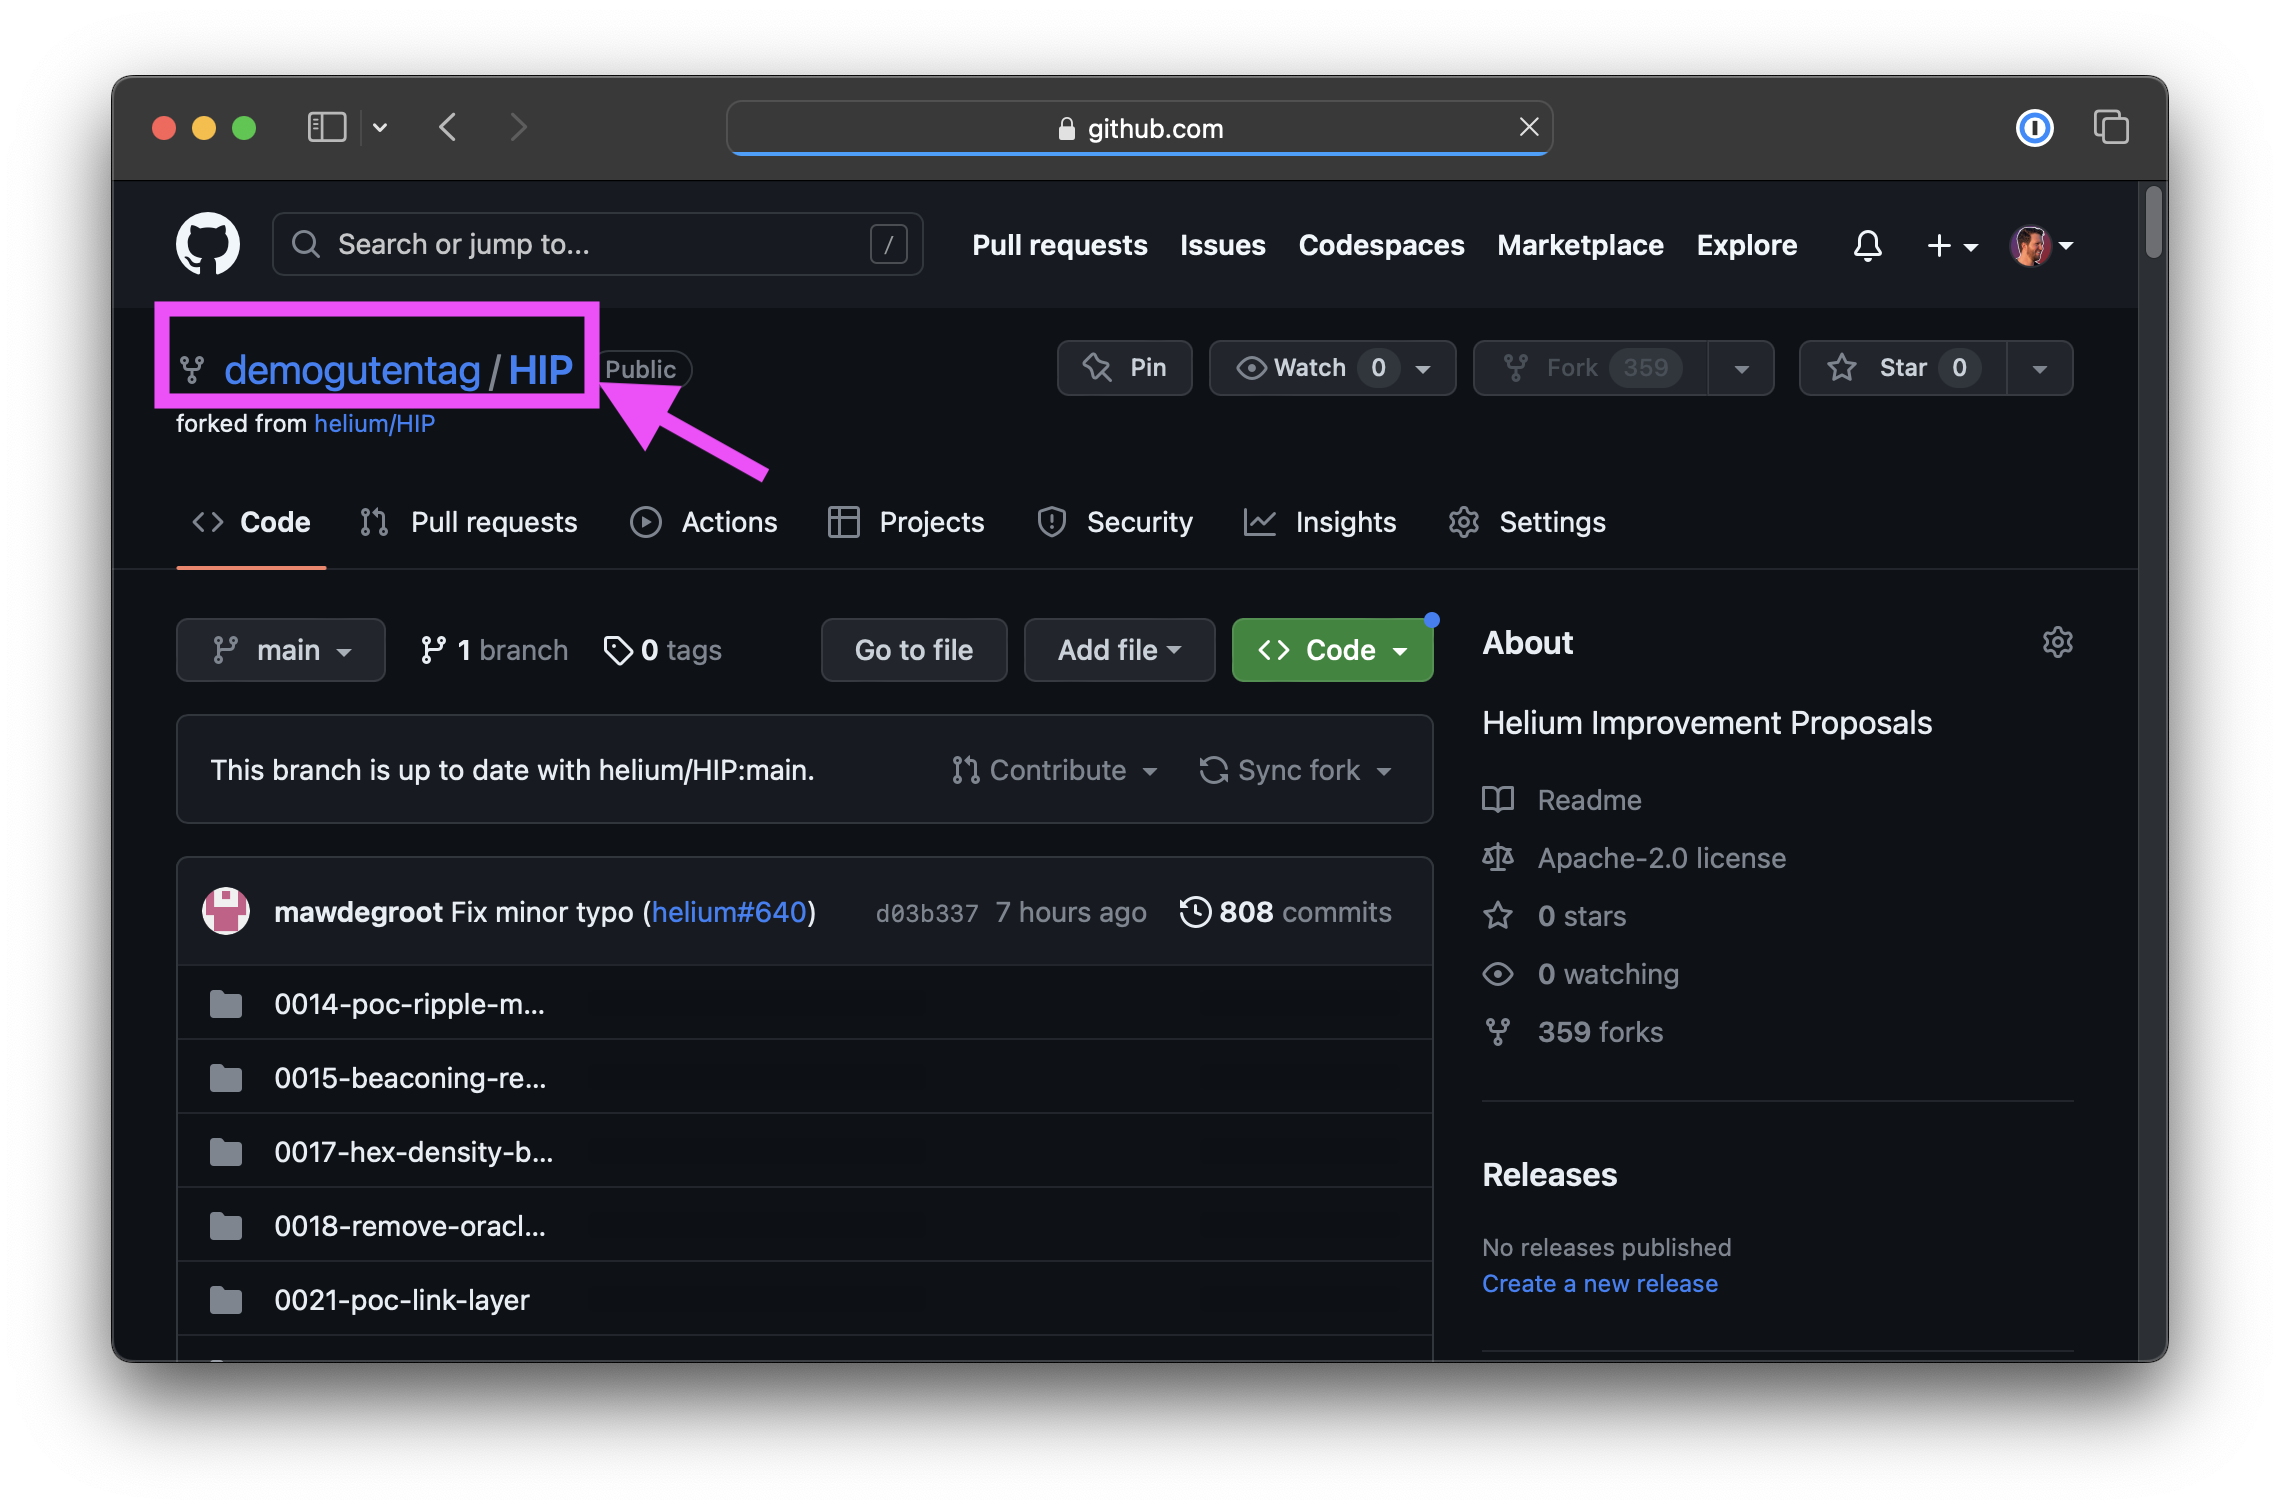 github.com
Search or jump to... /
Pull requests Issues Codespaces Marketplace Explore
demogutentag / HIP Public
Pin Watch 0 Fork 359 Star 0
forked from helium/HIP
Code Pull requests Actions Projects Security Insights Settings
main 1 branch 0 tags Go to file Add file Code
This branch is up to date with helium/HIP:main. Contribute Sync fork
mawdegroot Fix minor typo (helium#640) d03b337 7 hours ago 808 commits
0014-poc-ripple-m...
0015-beaconing-re...
0017-hex-density-b...
0018-remove-oracl...
0021-poc-link-layer
About
Helium Improvement Proposals
Readme
Apache-2.0 license
0 stars
0 watching
359 forks
Releases
No releases published
Create a new release